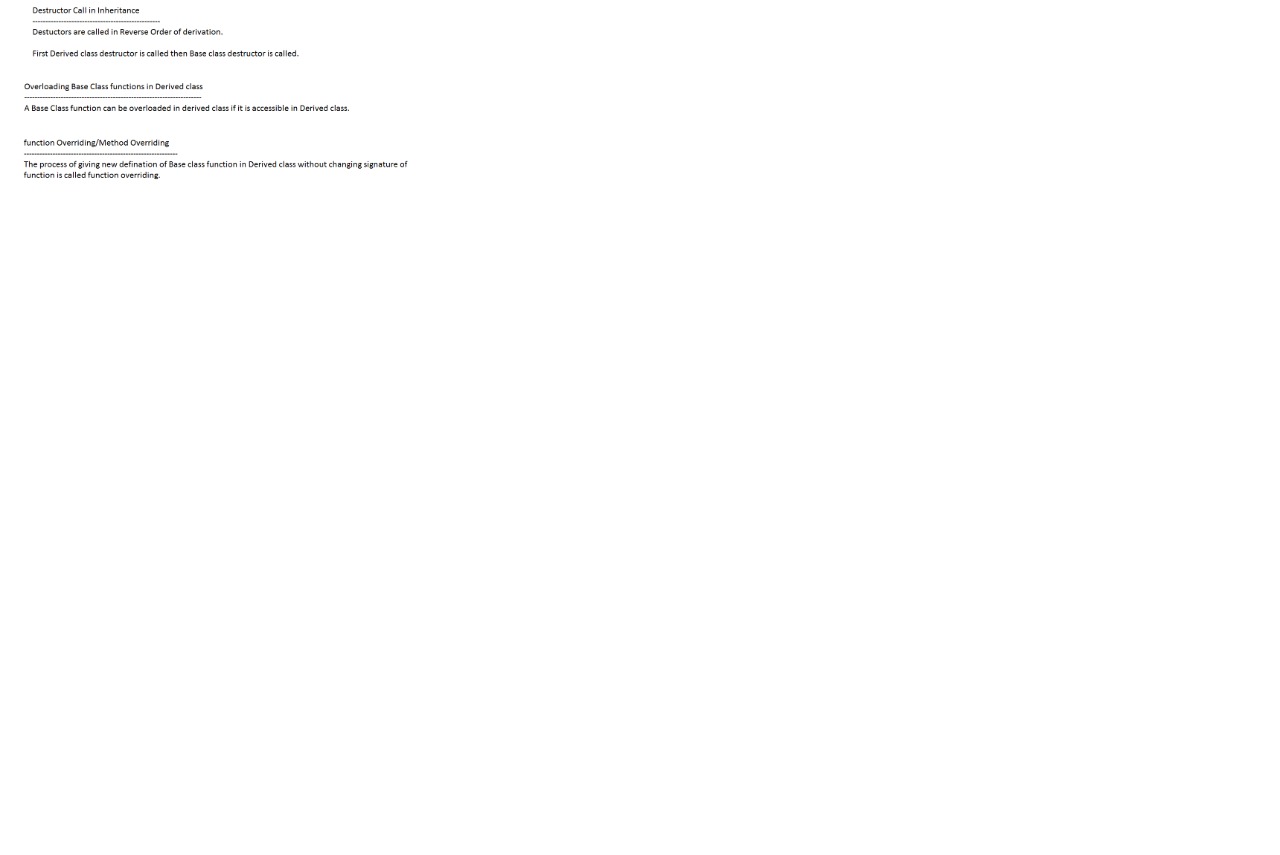 Destructor Call in Inheritance
------------------------------------------------
Destuctors are called in Reverse Order of derivation.
First Derived class destructor is called then Base class destructor is called.
Overloading Base Class functions in Derived class
-------------------------------------------------------------------
A Base Class function can be overloaded in derived class if it is accessible in Derived class.
function Overriding/Method Overriding
----------------------------------------------------------
The process of giving new defination of Base class function in Derived class without changing signature of
function is called function overriding.